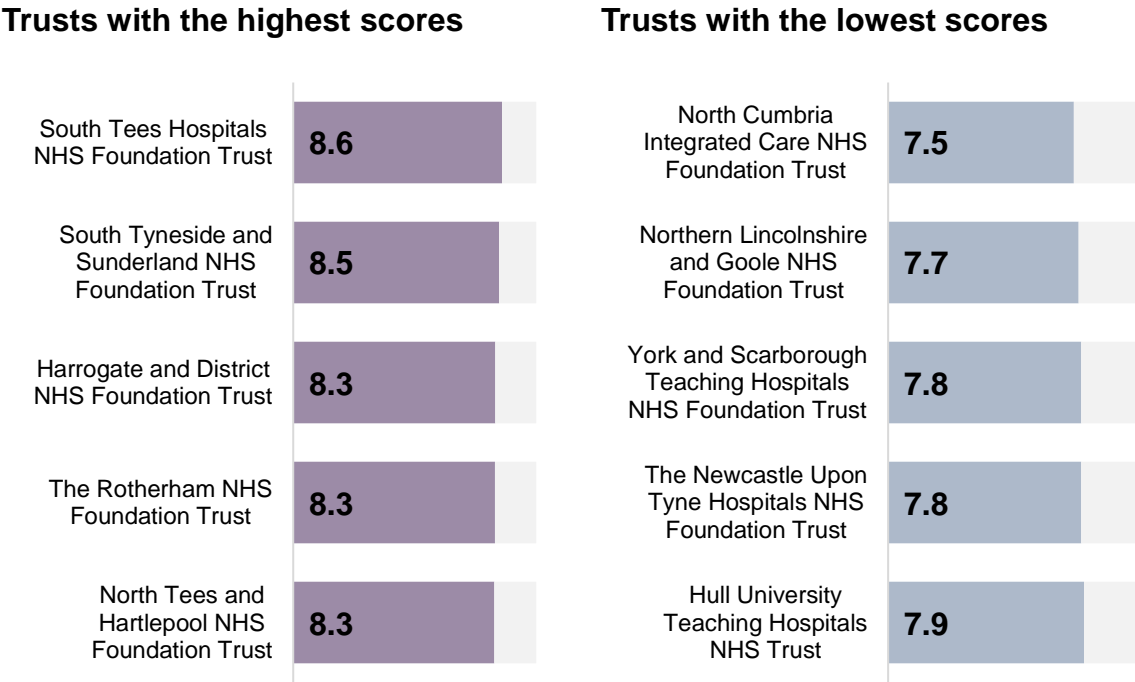 Trusts with the highest scores
South Tees Hospitals
NHS Foundation Trust
8.6
South Tyneside and
Sunderland NHS
Foundation Trust
8.5
Harrogate and District
NHS Foundation Trust
8.3
The Rotherham NHS
Foundation Trust
8.3
North Tees and
Hartlepool NHS
Foundation Trust
8.3
Trusts with the lowest scores
North Cumbria
Integrated Care NHS
Foundation Trust
7.5
Northern Lincolnshire
and Goole NHS
Foundation Trust
7.7
York and Scarborough
Teaching Hospitals
NHS Foundation Trust
7.8
The Newcastle Upon
Tyne Hospitals NHS
Foundation Trust
7.8
Hull University
Teaching Hospitals
NHS Trust
7.9